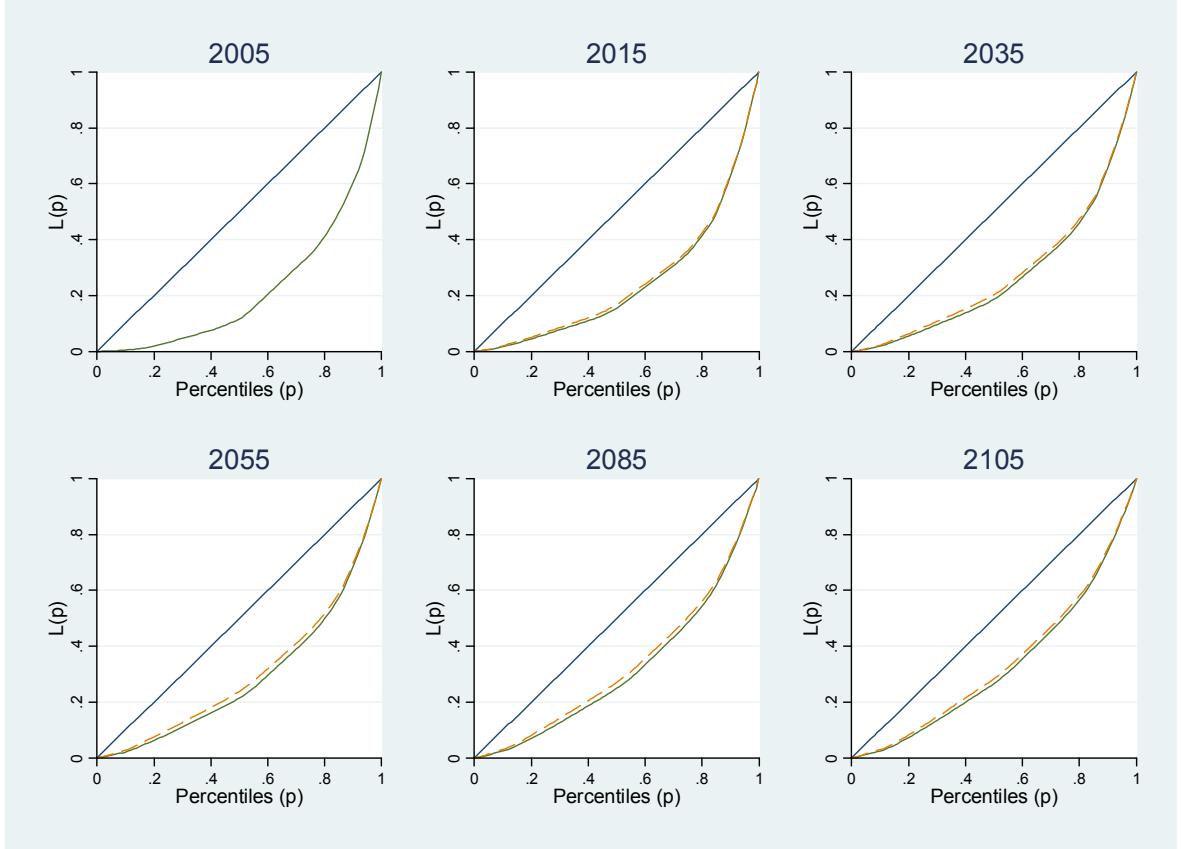 2005
2015
2035
L(p)
0 .2 .4 .6 .8 1
0 .2 .4 .6 .8 1
Percentiles (p)
L(p)
0 .2 .4 .6 .8 1
0 .2 .4 .6 .8 1
Percentiles (p)
L(p)
0 .2 .4 .6 .8 1
0 .2 .4 .6 .8 1
Percentiles (p)
2055
2085
2105
L(p)
0 .2 .4 .6 .8 1
0 .2 .4 .6 .8 1
Percentiles (p)
L(p)
0 .2 .4 .6 .8 1
0 .2 .4 .6 .8 1
Percentiles (p)
L(p)
0 .2 .4 .6 .8 1
0 .2 .4 .6 .8 1
Percentiles (p)